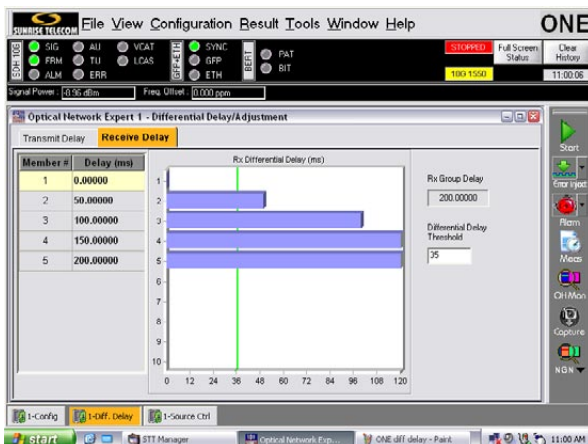 SUNRISE TELECOM
File View Configuration Result Tools Window Help
ONE
SDH 10G
SIG AU VCAT
FRM TU LCAS
ALM ERR
GFP+ETH
SYNC
GFP
ETH
BERT
PAT
BIT
STOPPED
Full Screen Status
Clear History
10G 1550
11:00:06
Signal Power : -8.96 dBm Freq. Offset : 0.000 ppm
Optical Network Expert 1 - Differential Delay/Adjustment
Transmit Delay Receive Delay
Member # Delay (ms)
1 0.00000
2 50.00000
3 100.00000
4 150.00000
5 200.00000
Rx Differential Delay (ms)
1
2
3
4
5
6
7
8
9
10
0 12 24 36 48 60 72 84 96 108 120
Rx Group Delay
200.00000
Differential Delay
Threshold
35
Start
Error Inject
Alarm
Meas
OH Mon
Capture
NGN
1-Config 1-Diff. Delay 1-Source Ctrl
start STT Manager Optical Network Exp... ONE diff delay - Paint 11:00 AM